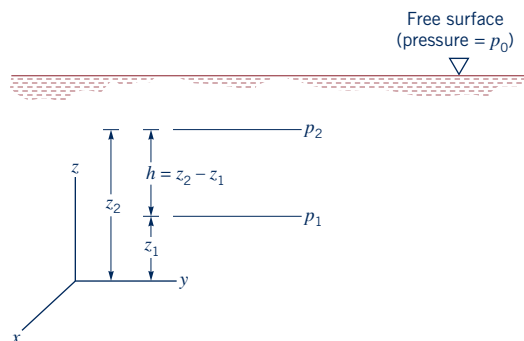 Free surface
(pressure = p₀)
p₂
z
h = z₂ – z₁
z₂
p₁
z₁
y
x